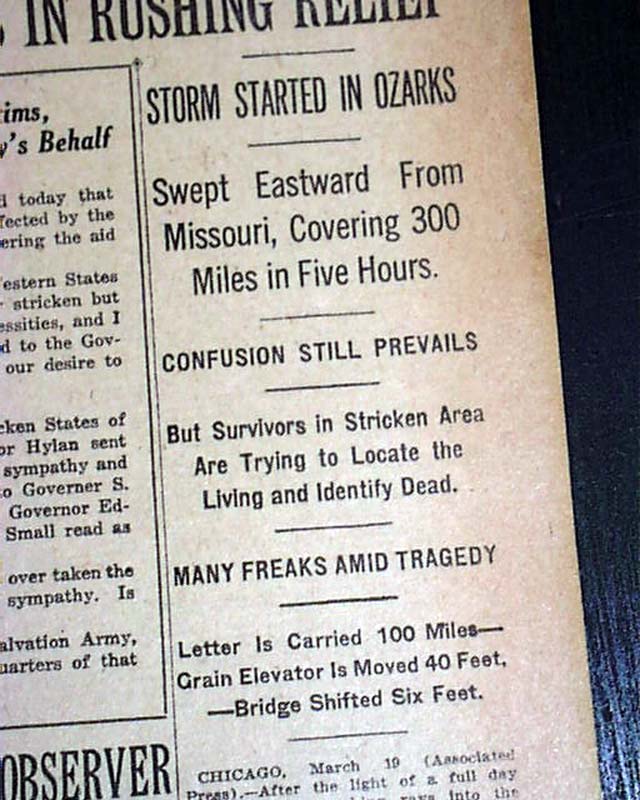 IN RUSHING RELIEF
ims,
y's Behalf
d today that
fected by the
ering the aid
estern States
stricken but
essities, and I
d to the Gov-
our desire to
cken States of
or Hylan sent
sympathy and
to Governer S.
Governor Ed-
Small read as
over taken the
sympathy. Is
alvation Army,
uarters of that
OBSERVER
STORM STARTED IN OZARKS
Swept Eastward From
Missouri, Covering 300
Miles in Five Hours.
CONFUSION STILL PREVAILS
But Survivors in Stricken Area
Are Trying to Locate the
Living and Identify Dead.
MANY FREAKS AMID TRAGEDY
Letter Is Carried 100 Miles—
Grain Elevator Is Moved 40 Feet,
—Bridge Shifted Six Feet.
CHICAGO, March 19 (Associated
Press).—After the light of a full day
rays into the